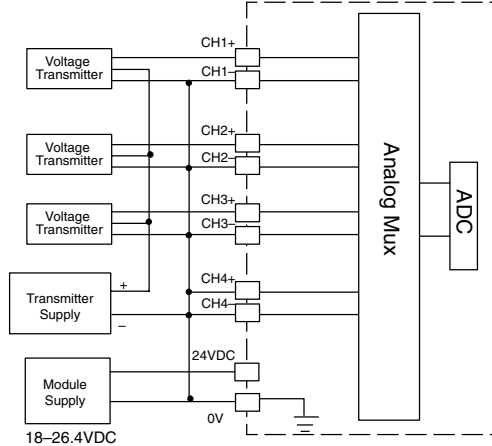 Voltage
Transmitter
CH1+
CH1–
Voltage
Transmitter
CH2+
CH2–
Voltage
Transmitter
CH3+
CH3–
Transmitter
Supply
+
–
CH4+
CH4–
Module
Supply
24VDC
0V
18–26.4VDC
Analog Mux
ADC